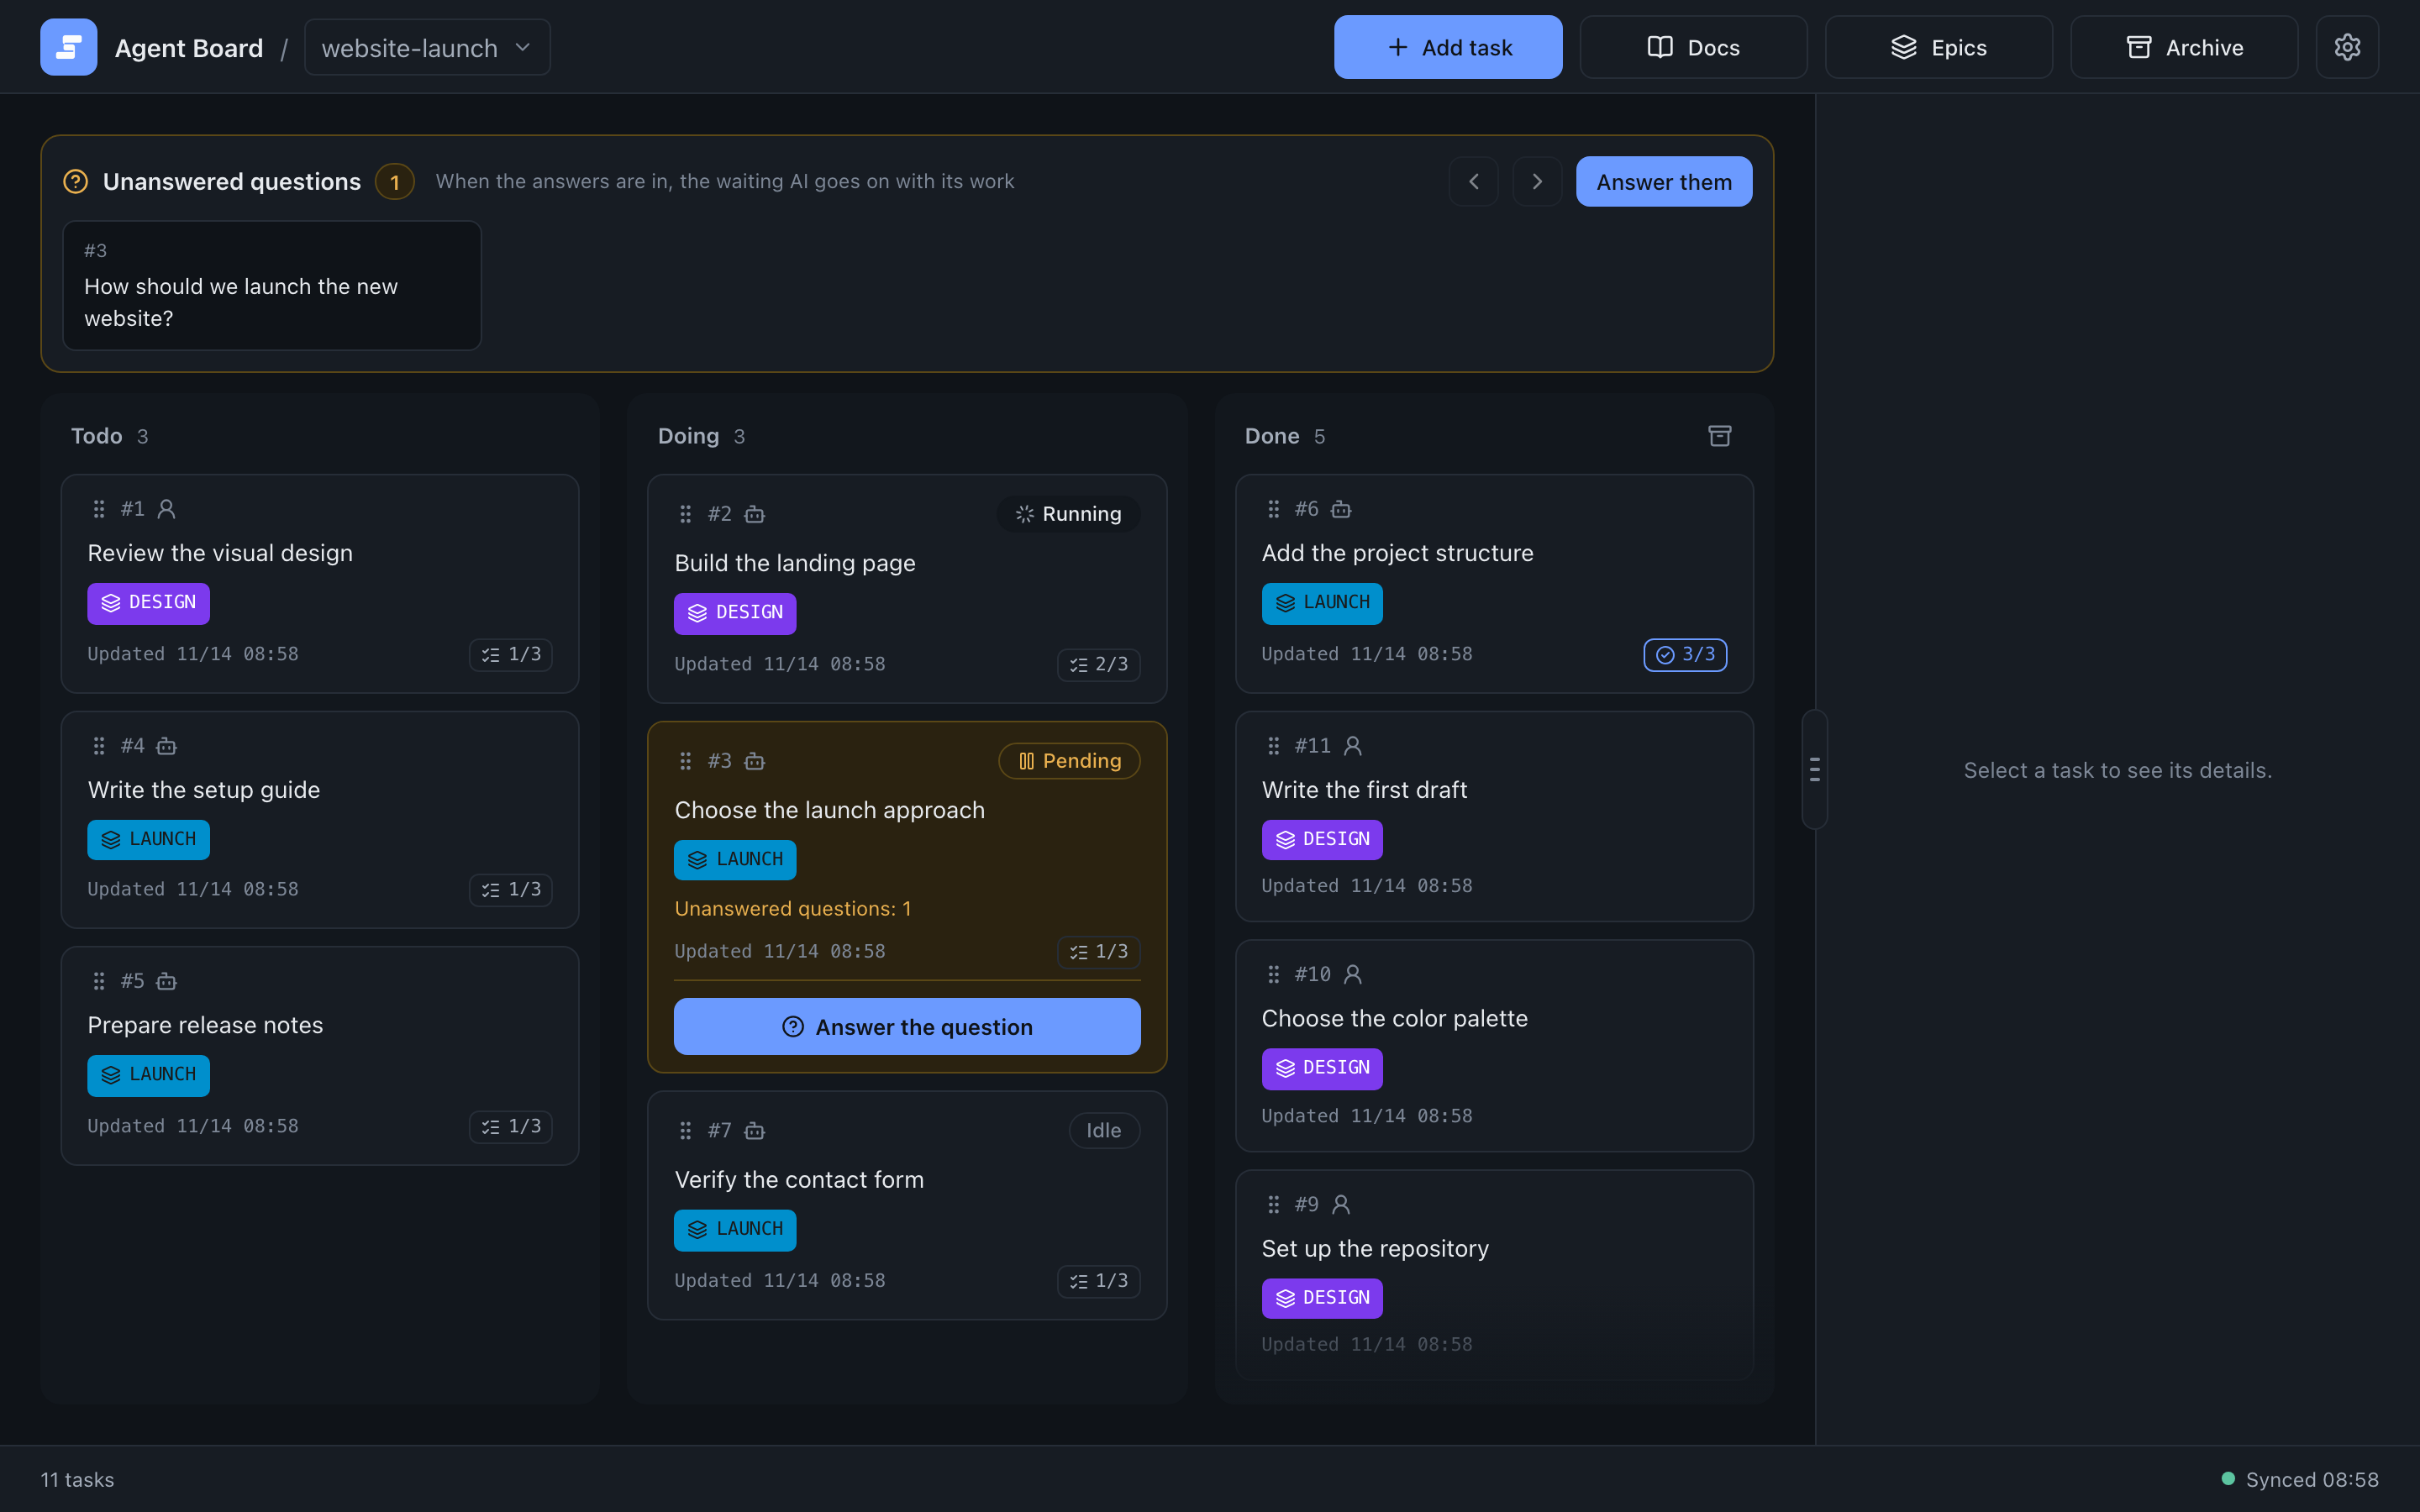 Agent Board / website-launch
Add task
Docs
Epics
Archive
Unanswered questions 1 When the answers are in, the waiting AI goes on with its work
Answer them
#3
How should we launch the new
website?
Todo 3
#1
Review the visual design
DESIGN
Updated 11/14 08:58 1/3
#4
Write the setup guide
LAUNCH
Updated 11/14 08:58 1/3
#5
Prepare release notes
LAUNCH
Updated 11/14 08:58 1/3
Doing 3
#2 Running
Build the landing page
DESIGN
Updated 11/14 08:58 2/3
#3 Pending
Choose the launch approach
LAUNCH
Unanswered questions: 1
Updated 11/14 08:58 1/3
Answer the question
#7 Idle
Verify the contact form
LAUNCH
Updated 11/14 08:58 1/3
Done 5
#6
Add the project structure
LAUNCH
Updated 11/14 08:58 3/3
#11
Write the first draft
DESIGN
Updated 11/14 08:58
#10
Choose the color palette
DESIGN
Updated 11/14 08:58
#9
Set up the repository
DESIGN
Updated 11/14 08:58
Select a task to see its details.
11 tasks
Synced 08:58